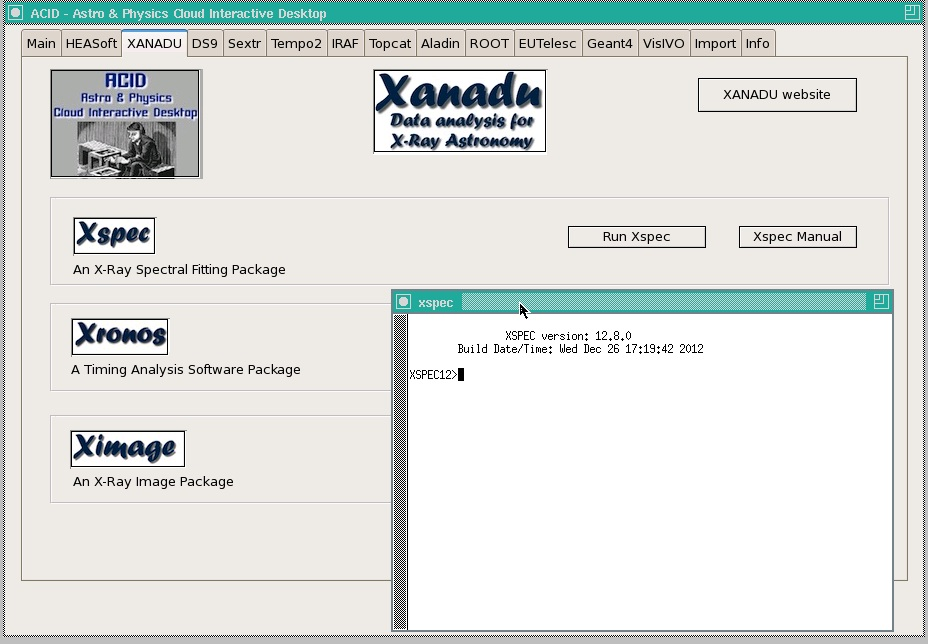 ACID - Astro & Physics Cloud Interactive Desktop
Main HEASoft XANADU DS9 Sextr Tempo2 IRAF Topcat Aladin ROOT EUTelesc Geant4 VisIVO Import Info
ACID
Astro & Physics
Cloud Interactive Desktop
Xanadu
Data analysis for
X-Ray Astronomy
XANADU website
Xspec
An X-Ray Spectral Fitting Package
Run Xspec
Xspec Manual
Xronos
A Timing Analysis Software Package
Ximage
An X-Ray Image Package
xspec
XSPEC version: 12.8.0
Build Date/Time: Wed Dec 26 17:19:42 2012
XSPEC12>